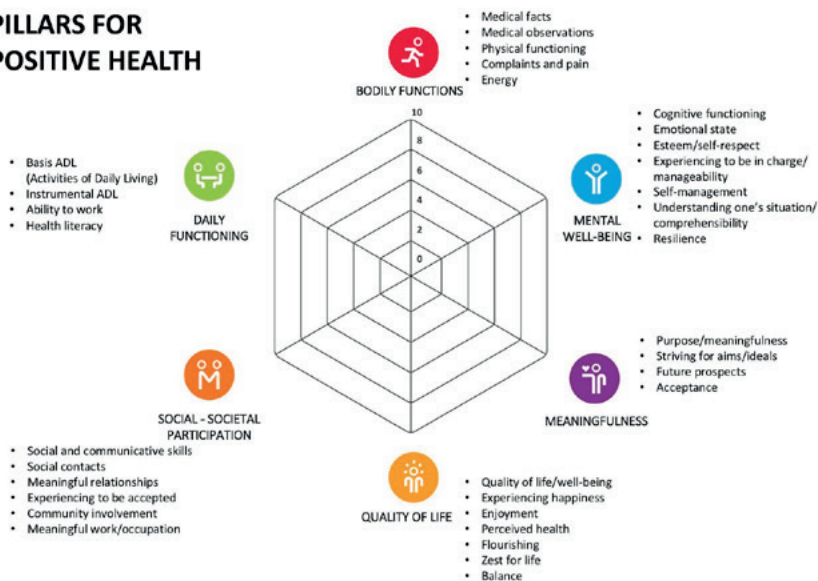 PILLARS FOR
POSITIVE HEALTH
• Medical facts
• Medical observations
• Physical functioning
• Complaints and pain
• Energy
BODILY FUNCTIONS
10
8
6
4
2
0
• Cognitive functioning
• Emotional state
• Esteem/self-respect
• Experiencing to be in charge/
manageability
• Self-management
• Understanding one's situation/
comprehensibility
• Resilience
MENTAL
WELL-BEING
• Basis ADL
(Activities of Daily Living)
• Instrumental ADL
• Ability to work
• Health literacy
DAILY
FUNCTIONING
• Purpose/meaningfulness
• Striving for aims/ideals
• Future prospects
• Acceptance
MEANINGFULNESS
SOCIAL - SOCIETAL
PARTICIPATION
• Social and communicative skills
• Social contacts
• Meaningful relationships
• Experiencing to be accepted
• Community involvement
• Meaningful work/occupation
QUALITY OF LIFE
• Quality of life/well-being
• Experiencing happiness
• Enjoyment
• Perceived health
• Flourishing
• Zest for life
• Balance